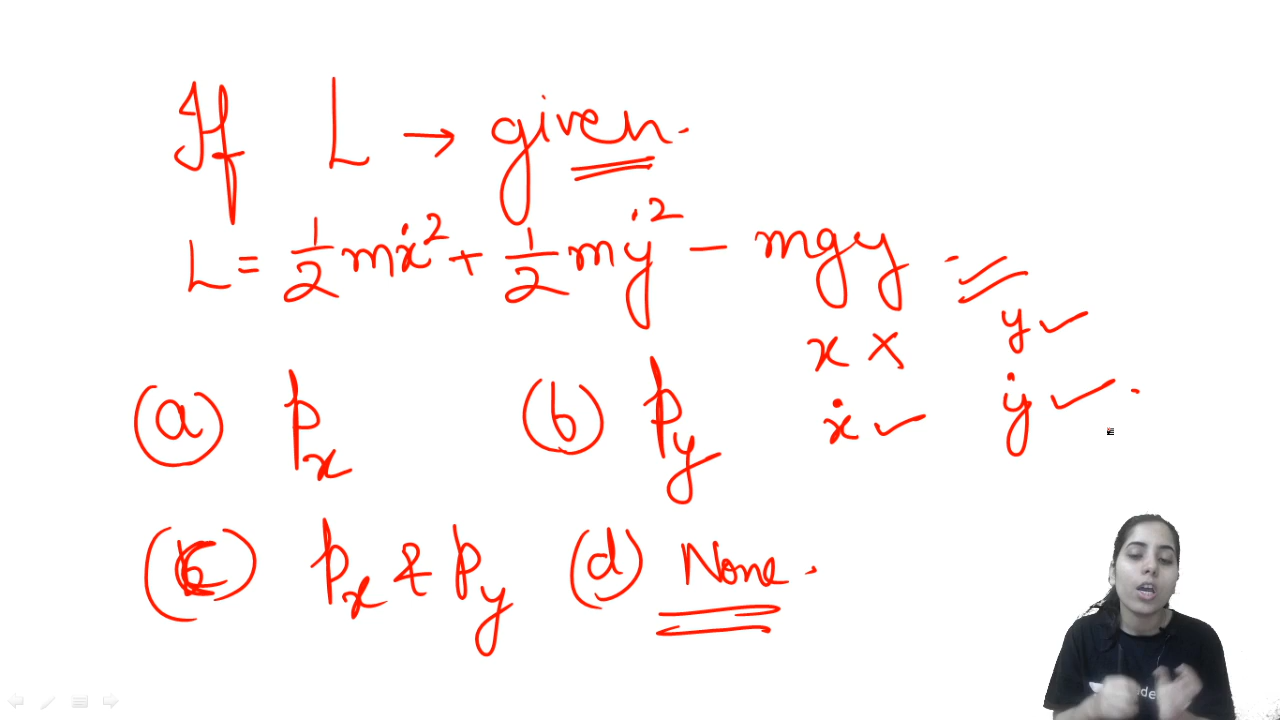 If L → given.
L = 1/2 mẋ² + 1/2 mẏ² − mgy
x ×
y ✓
ẋ ✓
ẏ ✓.
(a) pₓ (b) p_y
(c) pₓ & p_y (d) None.